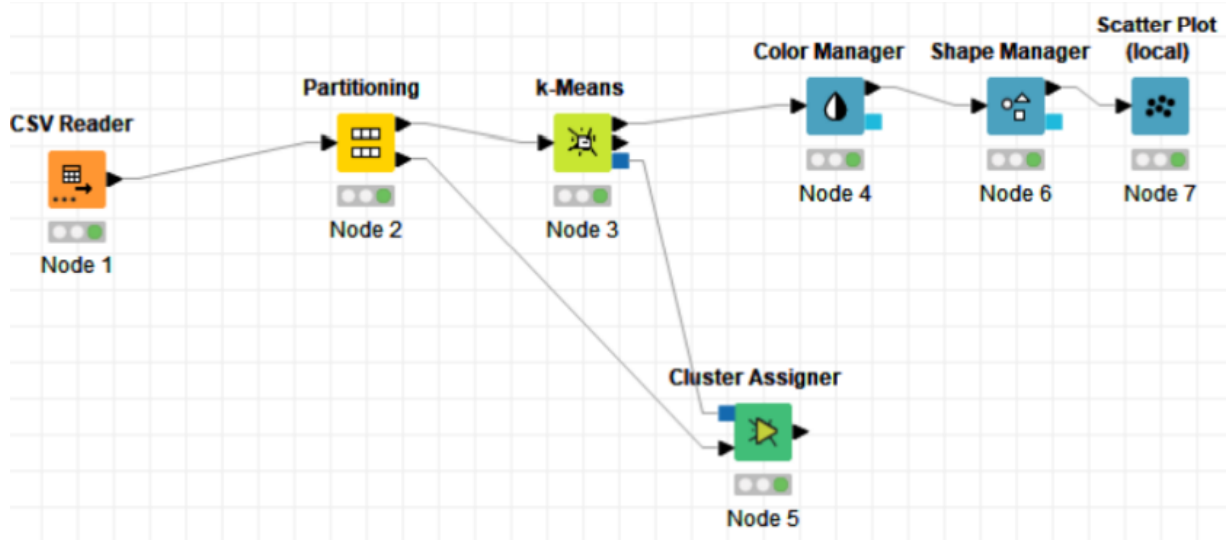 Scatter Plot
(local)
Color Manager
Shape Manager
Partitioning
k-Means
CSV Reader
Node 4
Node 6
Node 7
Node 2
Node 3
Node 1
Cluster Assigner
Node 5